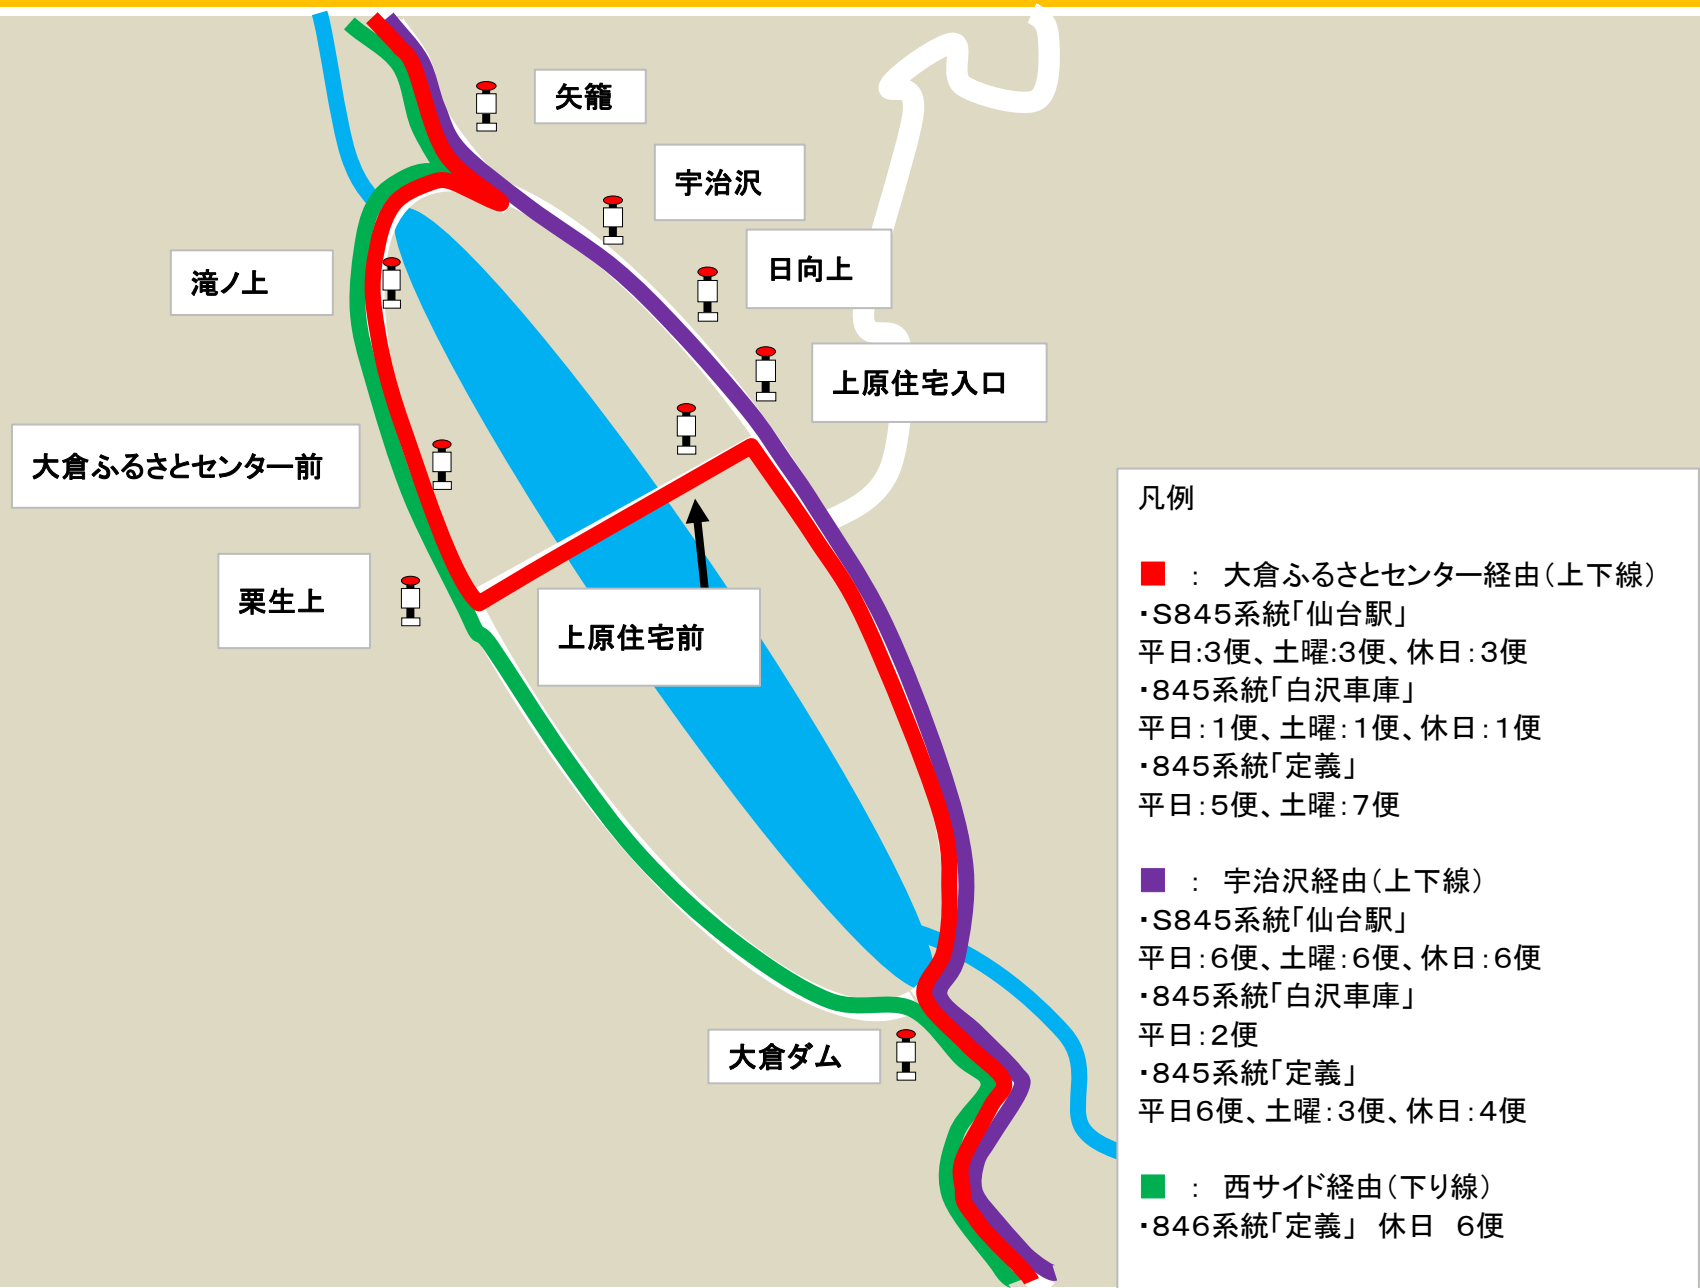 矢籠
宇治沢
日向上
滝ノ上
上原住宅入口
大倉ふるさとセンター前
栗生上
上原住宅前
大倉ダム
凡例
■ : 大倉ふるさとセンター経由(上下線)
・S845系統「仙台駅」
平日:3便、土曜:3便、休日:3便
・845系統「白沢車庫」
平日:1便、土曜:1便、休日:1便
・845系統「定義」
平日:5便、土曜:7便
■ : 宇治沢経由(上下線)
・S845系統「仙台駅」
平日:6便、土曜:6便、休日:6便
・845系統「白沢車庫」
平日:2便
・845系統「定義」
平日6便、土曜:3便、休日:4便
■ : 西サイド経由(下り線)
・846系統「定義」 休日 6便